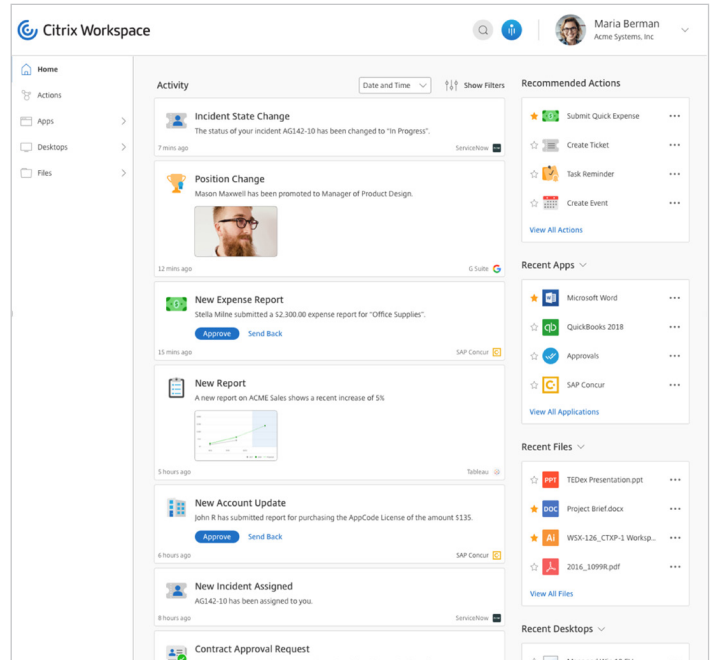 Citrix Workspace
Maria Berman
Acme Systems, Inc
Home
Actions
Apps
Desktops
Files
Activity
Date and Time
Show Filters
Incident State Change
The status of your incident AG142-10 has been changed to "In Progress".
7 mins ago
ServiceNow
Position Change
Mason Maxwell has been promoted to Manager of Product Design.
12 mins ago
G Suite
New Expense Report
Stella Milne submitted a $2.300.00 expense report for "Office Supplies".
Approve
Send Back
15 mins ago
SAP Concur
New Report
A new report on ACME Sales shows a recent increase of 5%
5 hours ago
Tableau
New Account Update
John R has submitted report for purchasing the AppCode License of the amount $135.
Approve
Send Back
6 hours ago
SAP Concur
New Incident Assigned
AG142-10 has been assigned to you.
8 hours ago
ServiceNow
Contract Approval Request
Recommended Actions
Submit Quick Expense
Create Ticket
Task Reminder
Create Event
View All Actions
Recent Apps
Microsoft Word
qb
QuickBooks 2018
Approvals
C
SAP Concur
View All Applications
Recent Files
PPT
TEDex Presentation.ppt
DOC
Project Brief.docx
Ai
WSX-126_CTXP-1 Worksp..
2016_1099R.pdf
View All Files
Recent Desktops